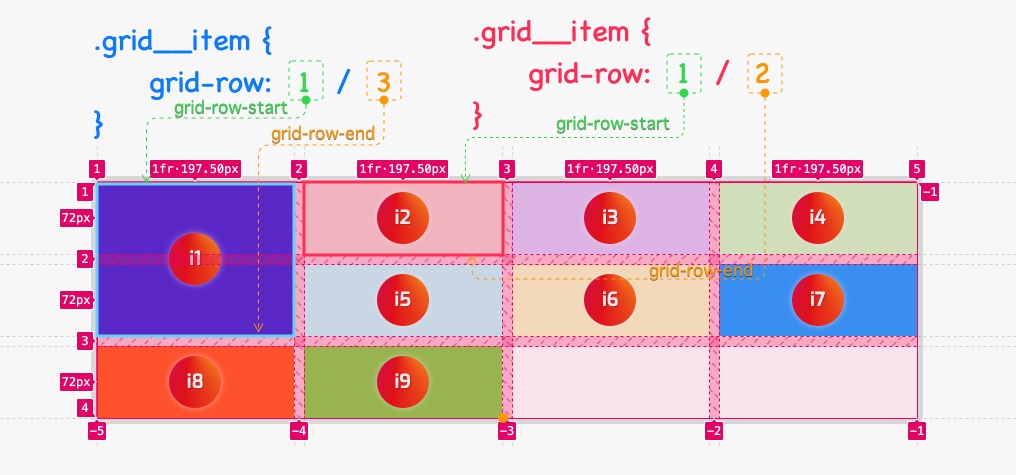 .grid__item {
grid-row: 1 / 3
}
grid-row-start
grid-row-end
.grid__item {
grid-row: 1 / 2
}
grid-row-start
grid-row-end
1 1fr·197.50px 2 1fr·197.50px 3 1fr·197.50px 4 1fr·197.50px 5
1 -1
72px i1 i2 i3 i4
2
72px i5 i6 i7
3
72px i8 i9
4
-5 -4 -3 -2 -1